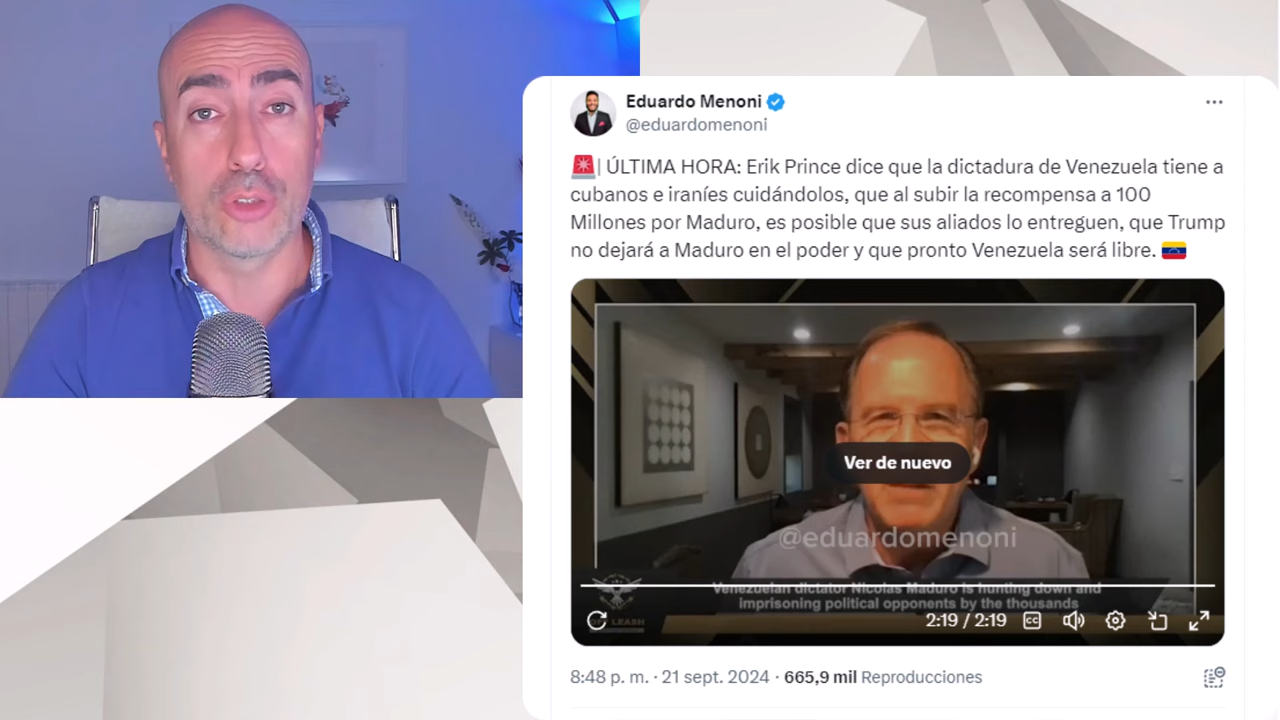 Eduardo Menoni
@eduardomenoni
🚨| ÚLTIMA HORA: Erik Prince dice que la dictadura de Venezuela tiene a
cubanos e iraníes cuidándolos, que al subir la recompensa a 100
Millones por Maduro, es posible que sus aliados lo entreguen, que Trump
no dejará a Maduro en el poder y que pronto Venezuela será libre. 🇻🇪
Ver de nuevo
@eduardomenoni
Venezuelan dictator Nicolas Maduro is hunting down and
imprisoning political opponents by the thousands
LEASH
2:19 / 2:19
CC
8:48 p. m. · 21 sept. 2024 · 665,9 mil Reproducciones